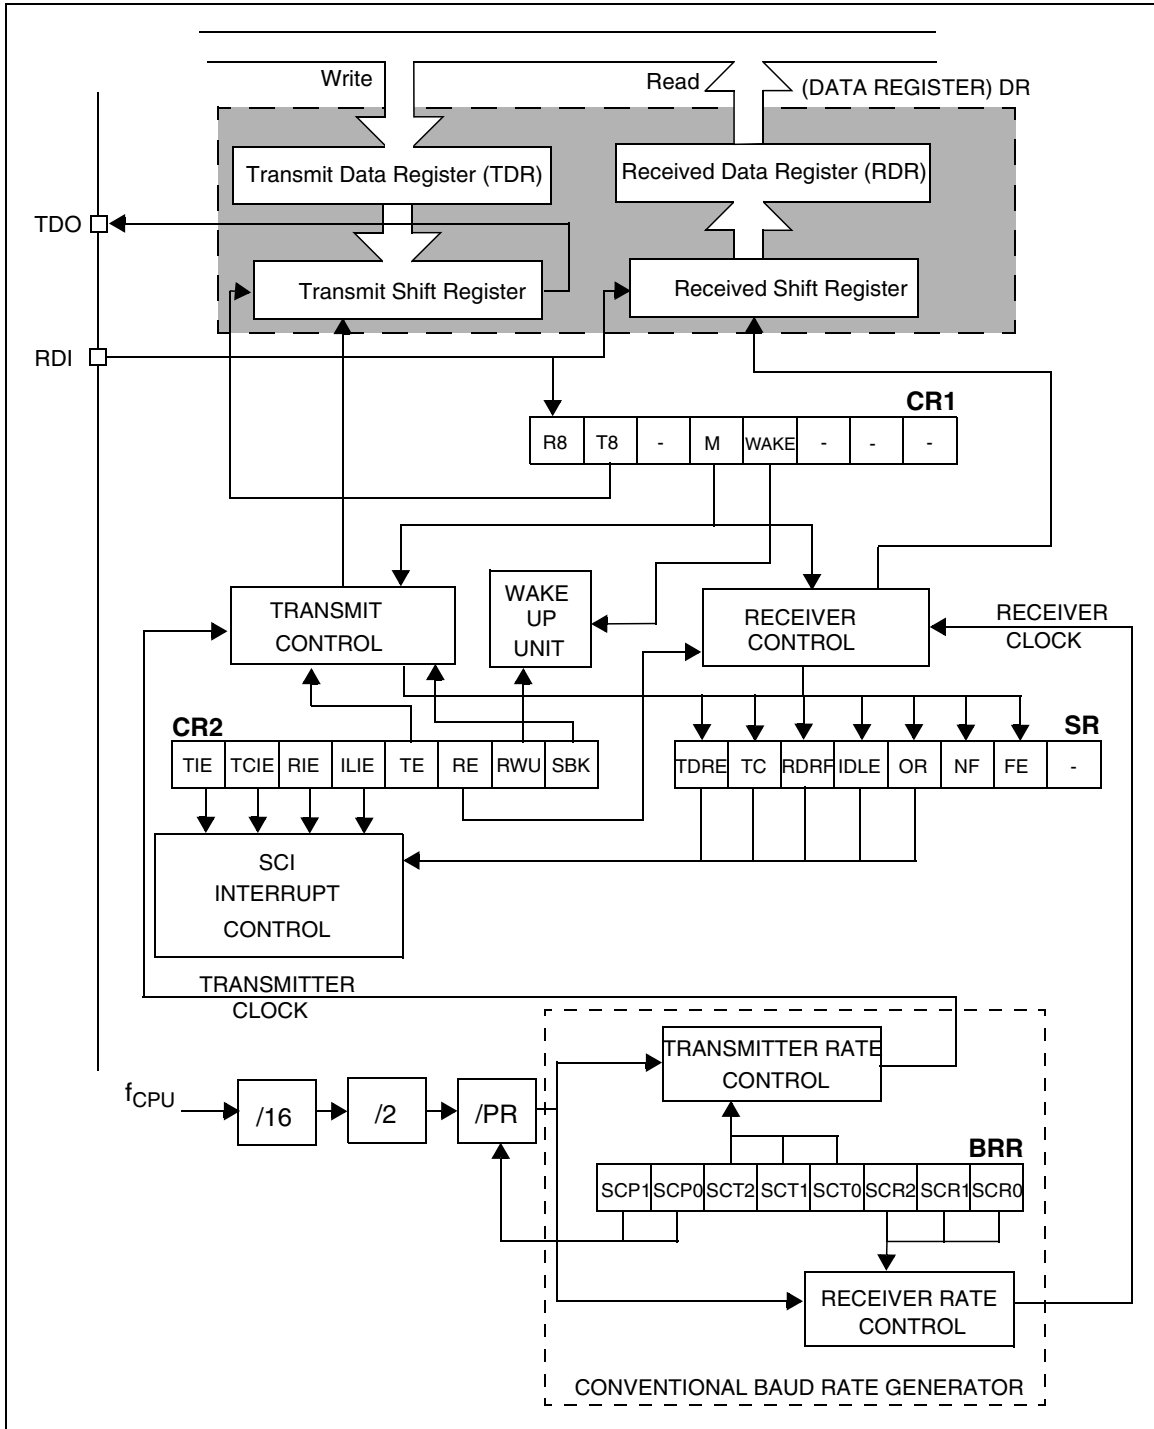 Write
Read
(DATA REGISTER) DR
Transmit Data Register (TDR)
Received Data Register (RDR)
TDO
Transmit Shift Register
Received Shift Register
RDI
CR1
R8 T8 - M WAKE - - -
TRANSMIT
CONTROL
WAKE
UP
UNIT
RECEIVER
CONTROL
RECEIVER
CLOCK
CR2
TIE TCIE RIE ILIE TE RE RWU SBK
SR
TDRE TC RDRF IDLE OR NF FE -
SCI
INTERRUPT
CONTROL
TRANSMITTER
CLOCK
TRANSMITTER RATE
CONTROL
fCPU
/16
/2
/PR
BRR
SCP1 SCP0 SCT2 SCT1 SCT0 SCR2 SCR1 SCR0
RECEIVER RATE
CONTROL
CONVENTIONAL BAUD RATE GENERATOR